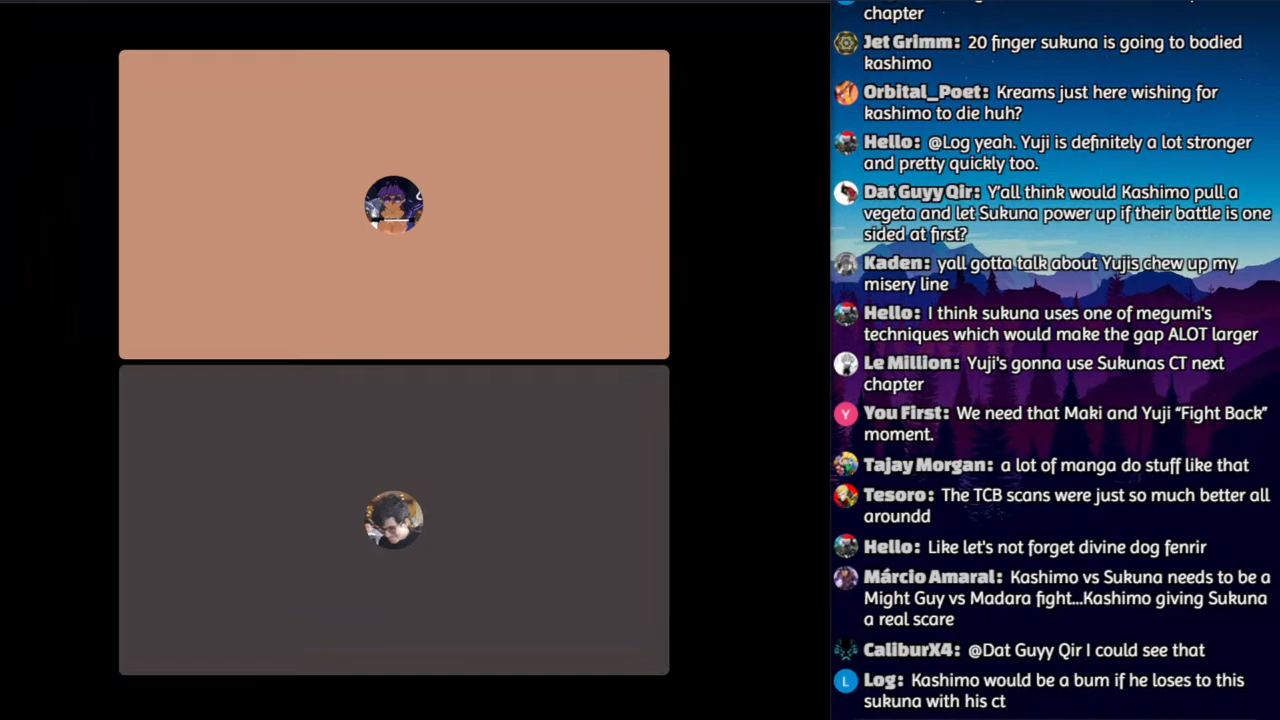 chapter
Jet Grimm: 20 finger sukuna is going to bodied
kashimo
Orbital_Poet: Kreams just here wishing for
kashimo to die huh?
Hello: @Log yeah. Yuji is definitely a lot stronger
and pretty quickly too.
Dat Guyy Qir: Y'all think would Kashimo pull a
vegeta and let Sukuna power up if their battle is one
sided at first?
Kaden: yall gotta talk about Yujis chew up my
misery line
Hello: I think sukuna uses one of megumi's
techniques which would make the gap ALOT larger
Le Million: Yuji's gonna use Sukunas CT next
chapter
Y
You First: We need that Maki and Yuji “Fight Back”
moment.
Tajay Morgan: a lot of manga do stuff like that
Tesoro: The TCB scans were just so much better all
aroundd
Hello: Like let's not forget divine dog fenrir
Márcio Amaral: Kashimo vs Sukuna needs to be a
Might Guy vs Madara fight...Kashimo giving Sukuna
a real scare
CaliburX4: @Dat Guyy Qir I could see that
L
Log: Kashimo would be a bum if he loses to this
sukuna with his ct